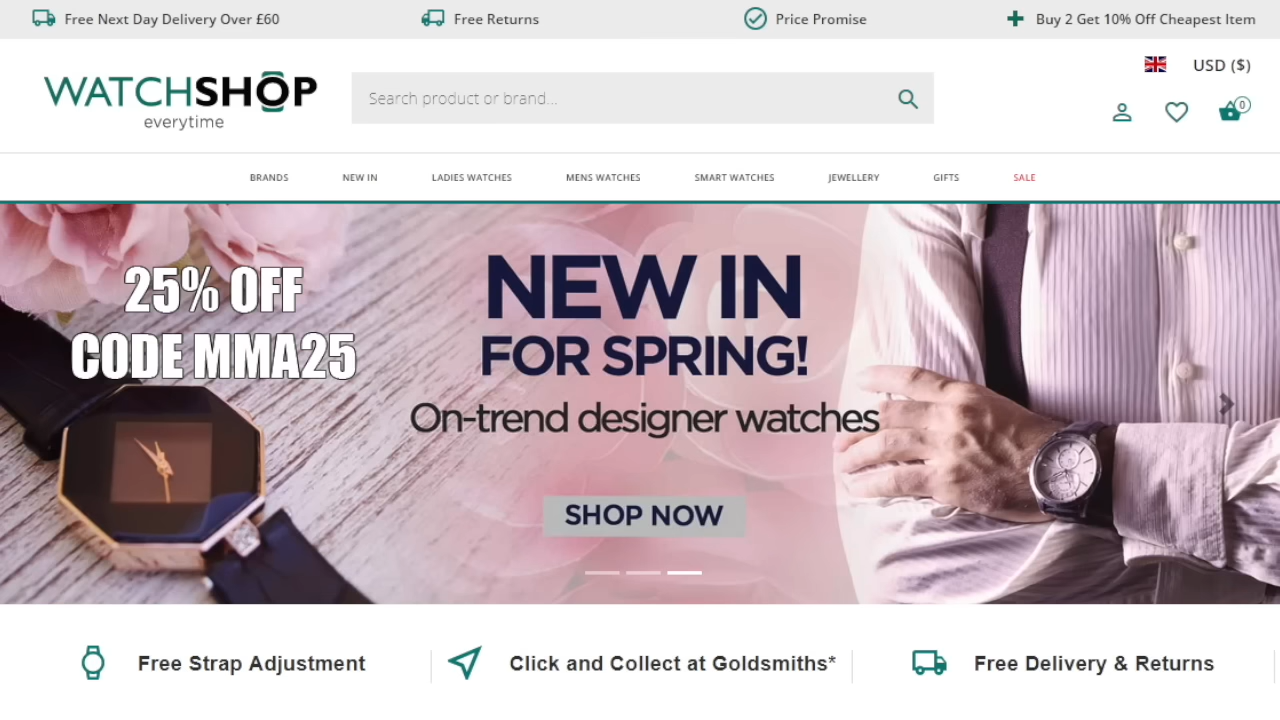 Free Next Day Delivery Over £60
Free Returns
Price Promise
Buy 2 Get 10% Off Cheapest Item
WATCHSHOP
everytime
Search product or brand...
USD ($)
0
BRANDS
NEW IN
LADIES WATCHES
MENS WATCHES
SMART WATCHES
JEWELLERY
GIFTS
SALE
25% OFF
CODE MMA25
NEW IN
FOR SPRING!
On-trend designer watches
SHOP NOW
Free Strap Adjustment
Click and Collect at Goldsmiths*
Free Delivery & Returns